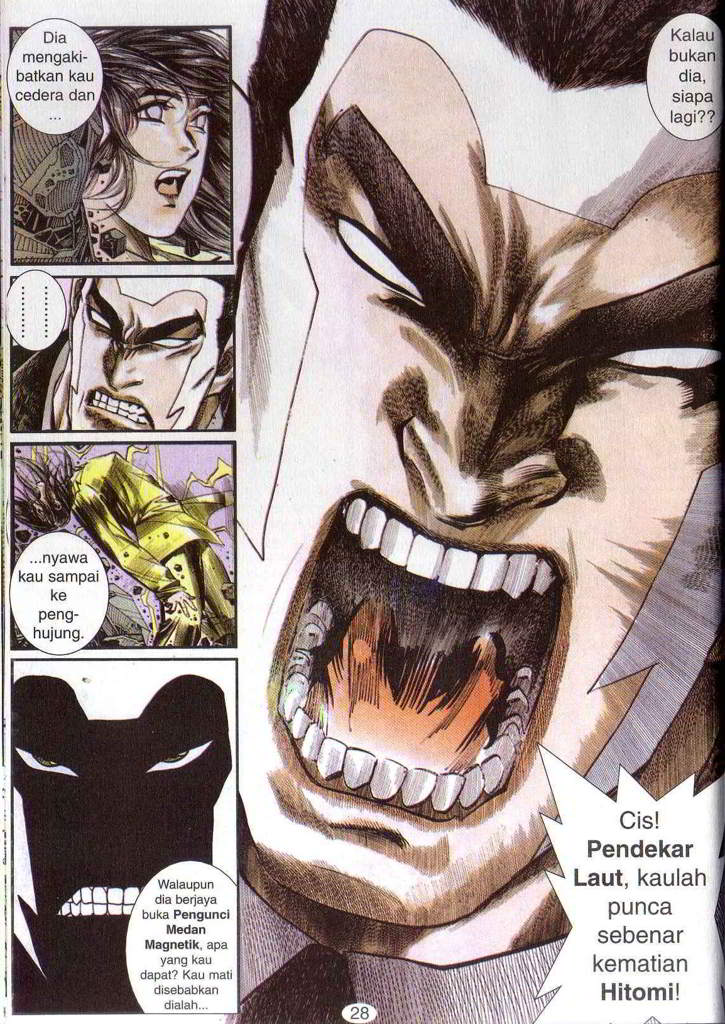 Dia
mengaki-
batkan kau
cedera dan
...
.........
.........
...nyawa
kau sampai
ke
peng-
hujung.
Walaupun
dia berjaya
buka Pengunci
Medan
Magnetik, apa
yang kau
dapat? Kau mati
disebabkan
dialah...
Kalau
bukan
dia,
siapa
lagi??
Cis!
Pendekar
Laut, kaulah
punca
sebenar
kematian
Hitomi!
28